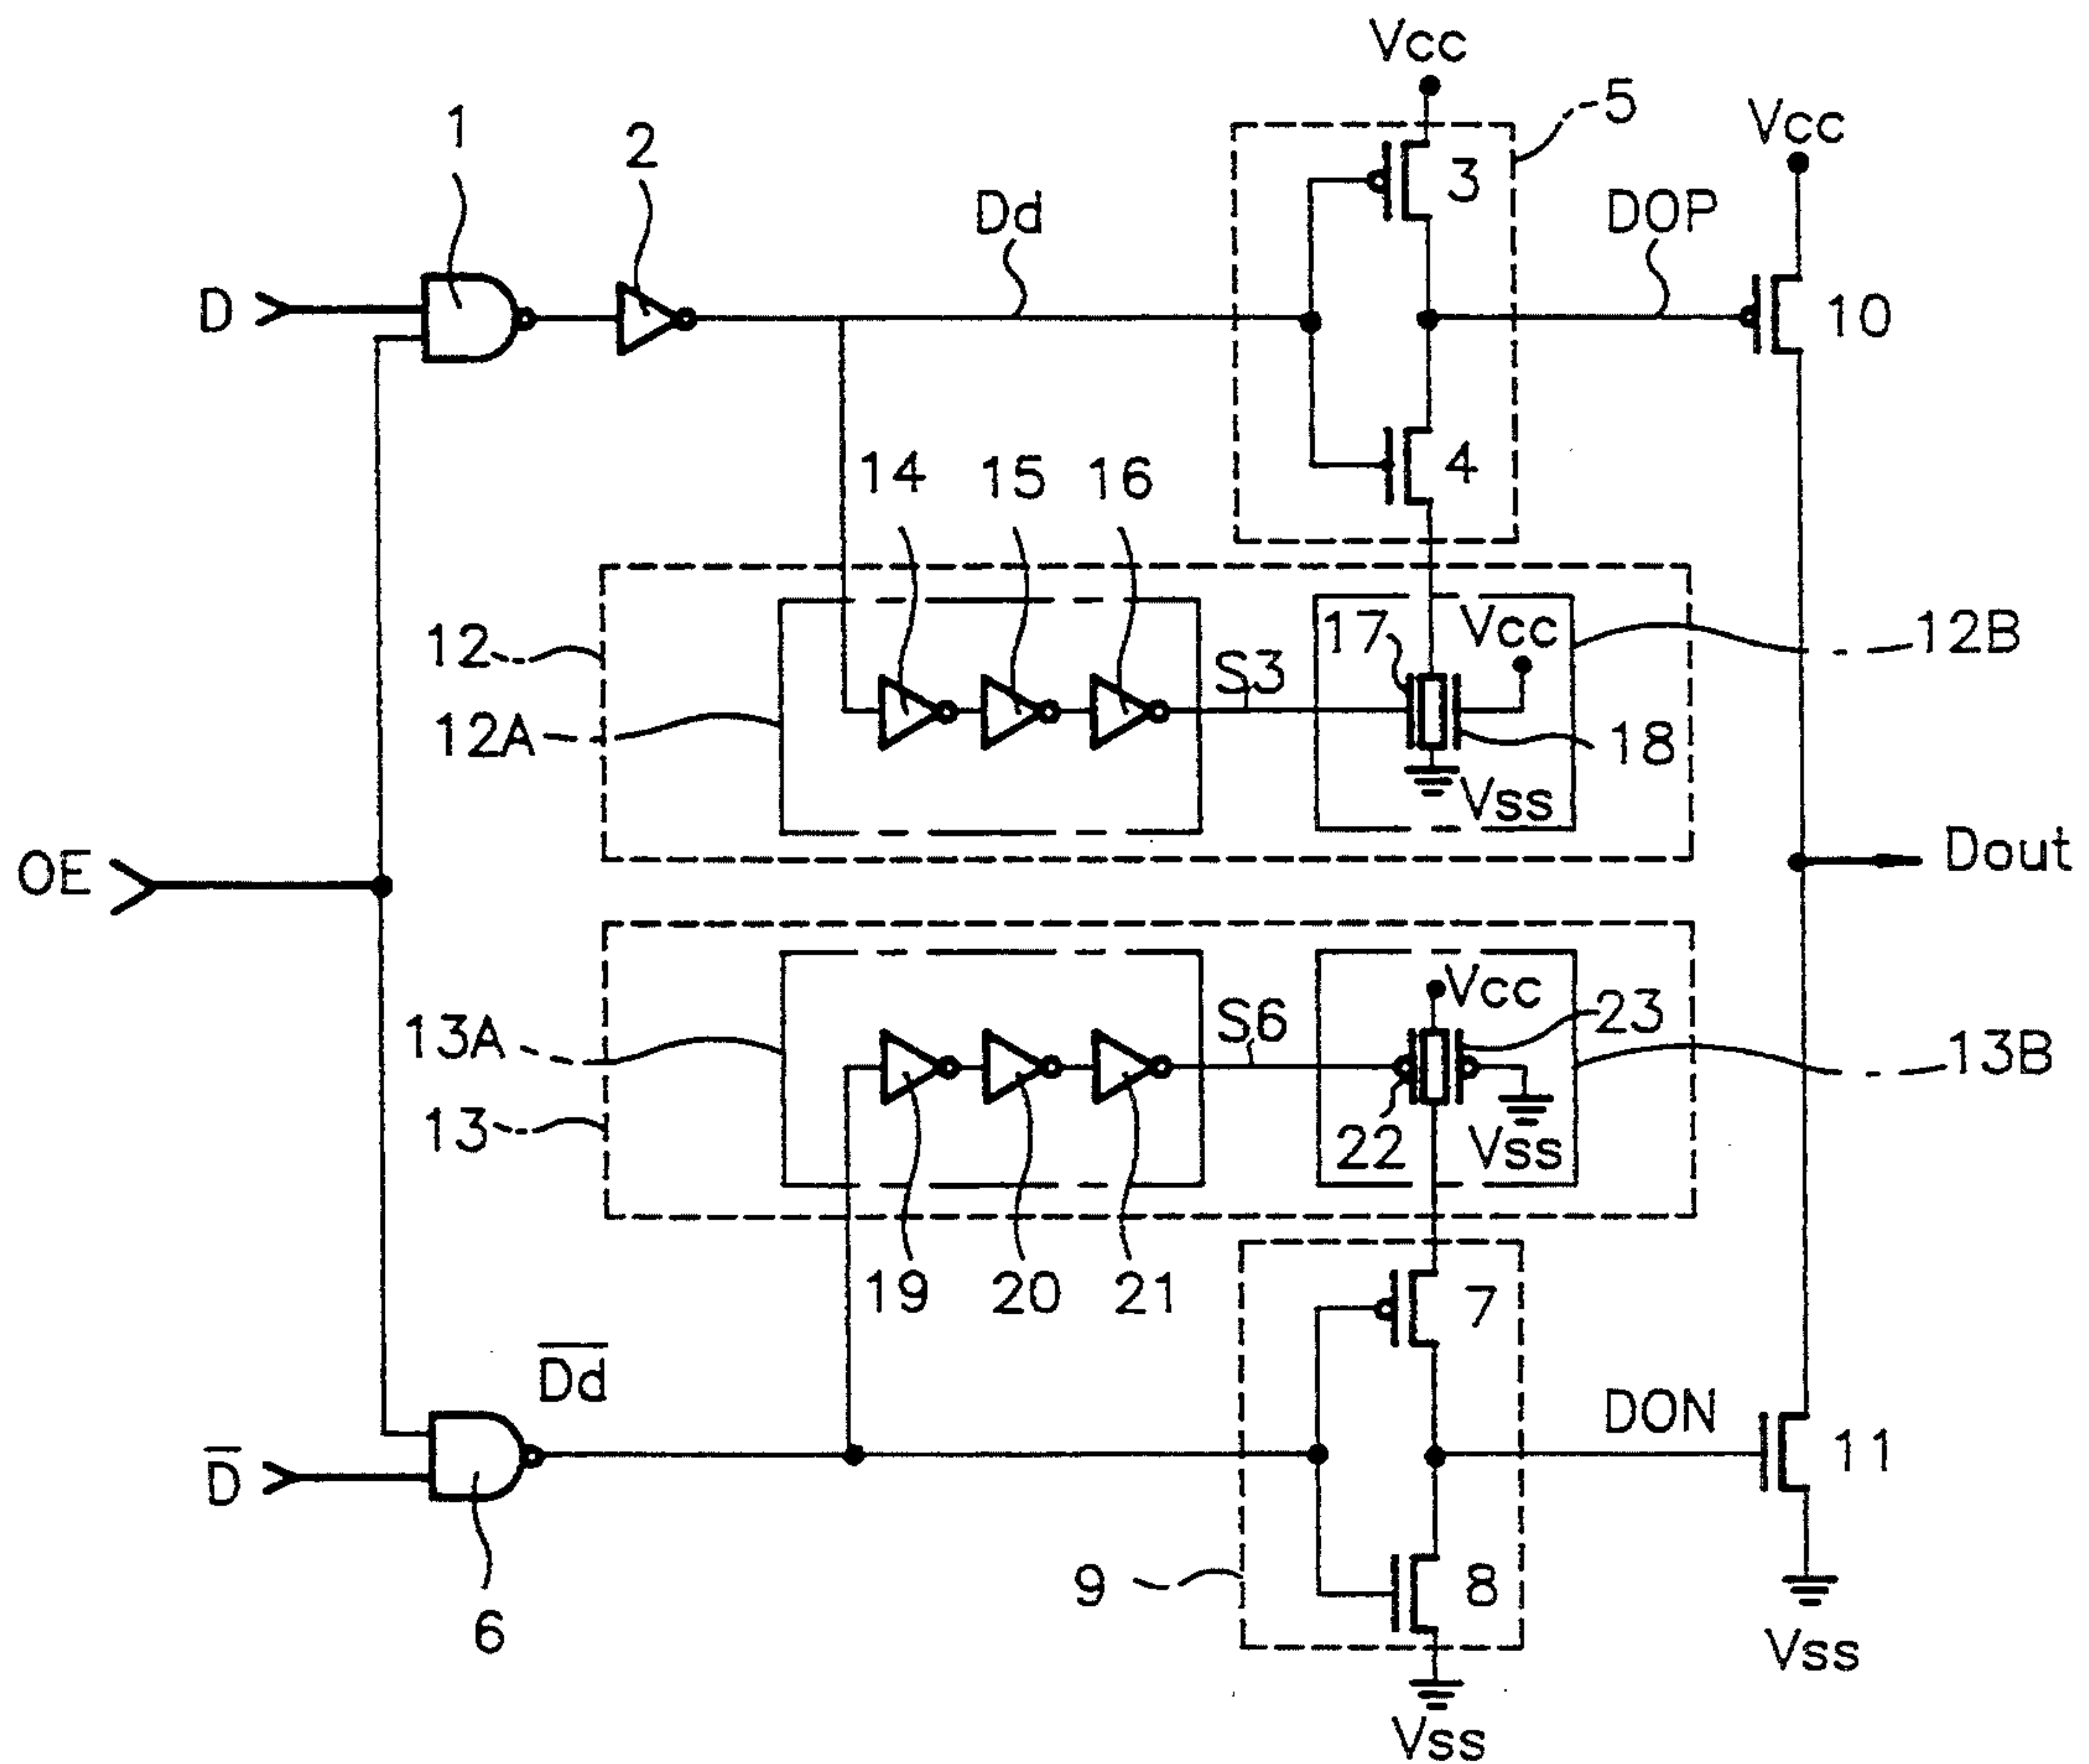 Vcc
5
Vcc
1
2
3
Dd
DOP
D
10
4
14
15
16
12
17
Vcc
12B
S3
12A
18
Vss
OE
Dout
Vcc
23
S6
13A
13B
13
22
Vss
19
20
21
7
D̅d̅
DON
D̅
11
9
8
6
Vss
Vss